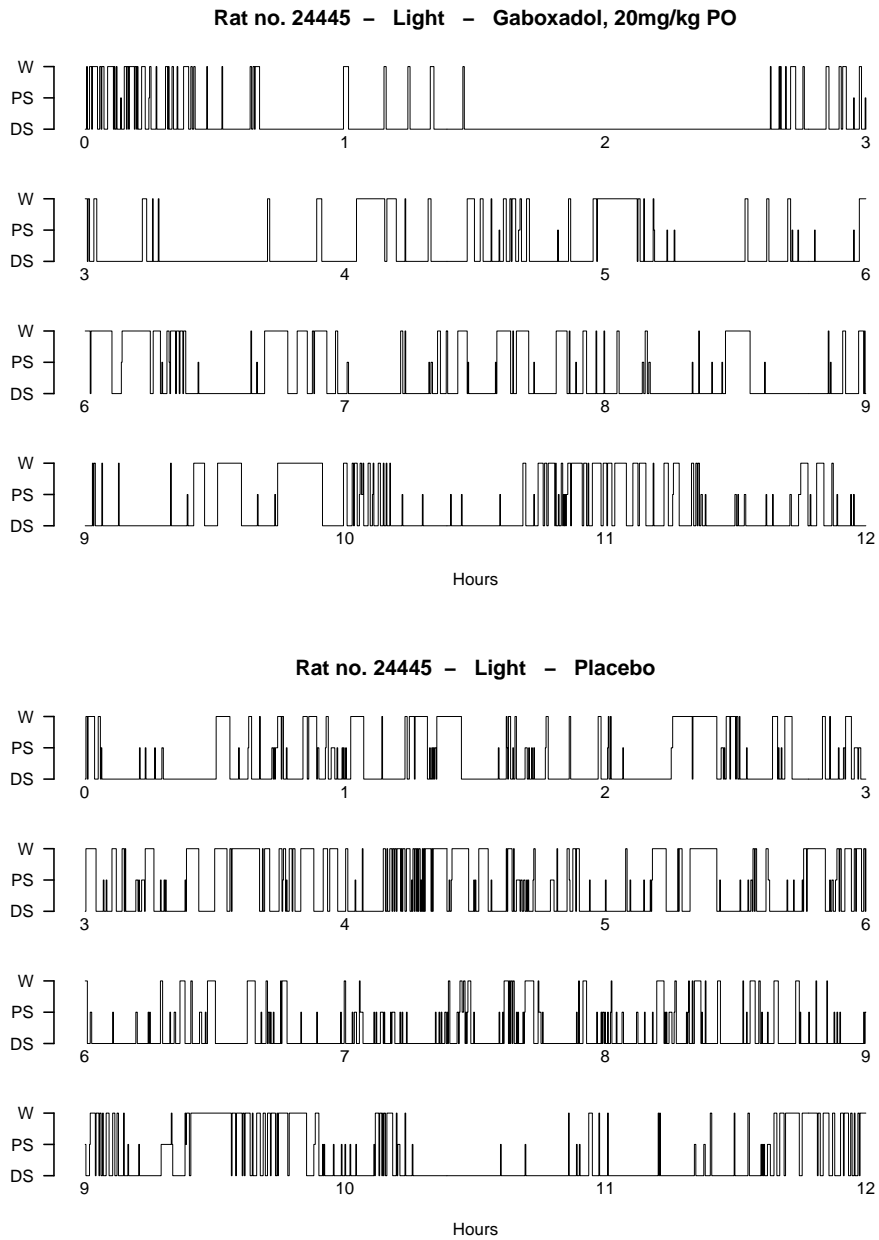 Rat no. 24445 – Light – Gaboxadol, 20mg/kg PO
W
PS
DS
0 1 2 3
W
PS
DS
3 4 5 6
W
PS
DS
6 7 8 9
W
PS
DS
9 10 11 12
Hours
Rat no. 24445 – Light – Placebo
W
PS
DS
0 1 2 3
W
PS
DS
3 4 5 6
W
PS
DS
6 7 8 9
W
PS
DS
9 10 11 12
Hours